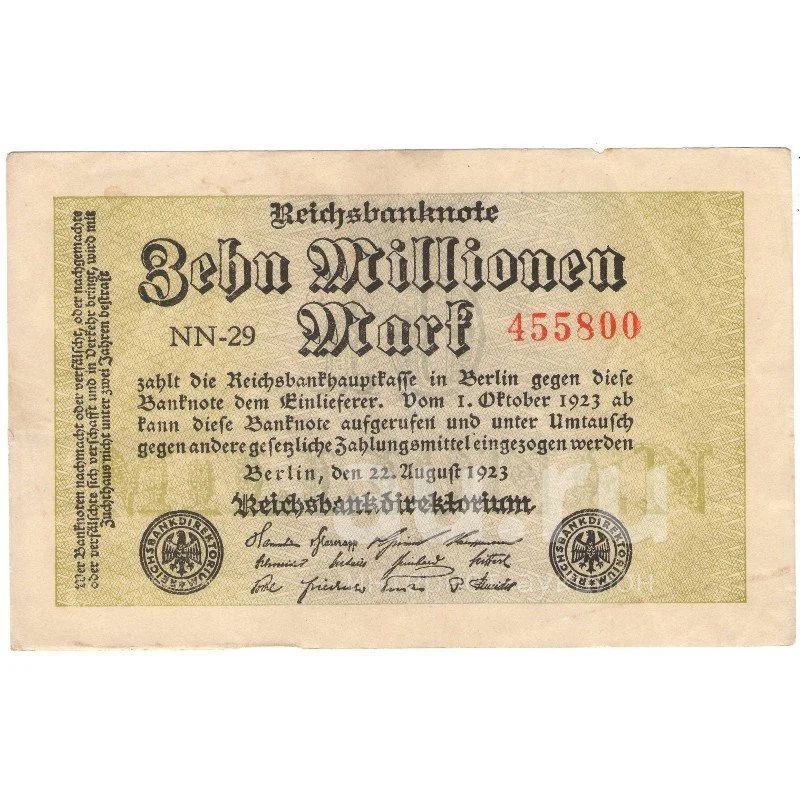 Reichsbanknote
Zehn Millionen
Mark
NN-29
455800
zahlt die Reichsbankhauptkasse in Berlin gegen diese
Banknote dem Einlieferer. Vom 1. Oktober 1923 ab
kann diese Banknote aufgerufen und unter Umtausch
gegen andere gesetzliche Zahlungsmittel eingezogen werden
Berlin, den 22. August 1923
Reichsbankdirektorium
REICHSBANKDIREKTORIUM
REICHSBANKDIREKTORIUM
Wer Banknoten nachmacht oder verfälscht, oder nachgemachte
oder verfälschte sich verschafft und in Verkehr bringt, wird mit
Zuchthaus nicht unter zwei Jahren bestraft
.ru